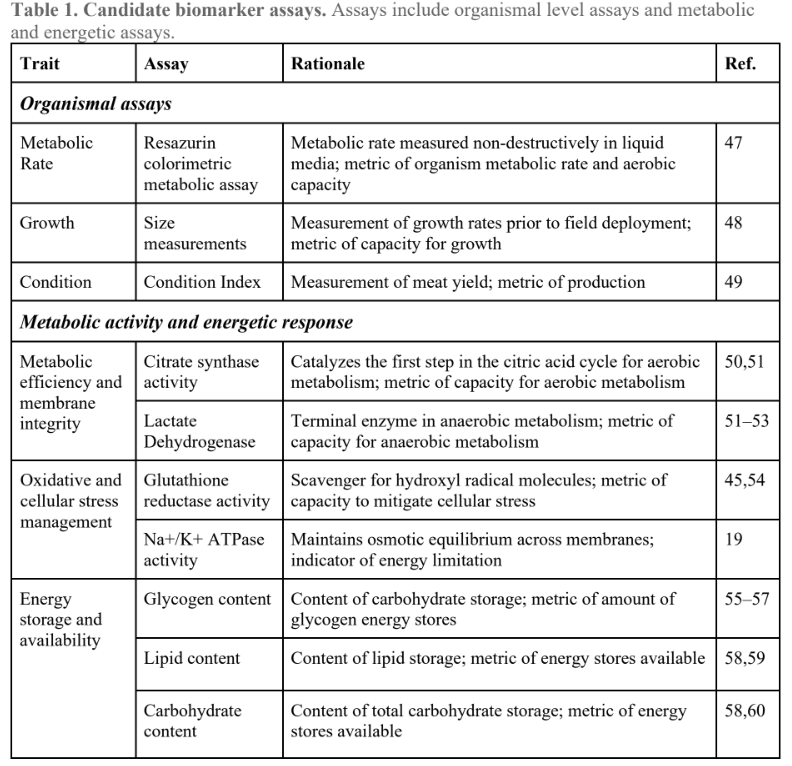 Table 1. Candidate biomarker assays. Assays include organismal level assays and metabolic
and energetic assays.
Trait Assay Rationale Ref.
Organismal assays
Metabolic Resazurin Metabolic rate measured non-destructively in liquid 47
Rate colorimetric media; metric of organism metabolic rate and aerobic
metabolic assay capacity
Growth Size Measurement of growth rates prior to field deployment; 48
measurements metric of capacity for growth
Condition Condition Index Measurement of meat yield; metric of production 49
Metabolic activity and energetic response
Metabolic Citrate synthase Catalyzes the first step in the citric acid cycle for aerobic 50,51
efficiency and activity metabolism; metric of capacity for aerobic metabolism
membrane
integrity Lactate Terminal enzyme in anaerobic metabolism; metric of 51–53
Dehydrogenase capacity for anaerobic metabolism
Oxidative and Glutathione Scavenger for hydroxyl radical molecules; metric of 45,54
cellular stress reductase activity capacity to mitigate cellular stress
management
Na+/K+ ATPase Maintains osmotic equilibrium across membranes; 19
activity indicator of energy limitation
Energy Glycogen content Content of carbohydrate storage; metric of amount of 55–57
storage and glycogen energy stores
availability
Lipid content Content of lipid storage; metric of energy stores available 58,59
Carbohydrate Content of total carbohydrate storage; metric of energy 58,60
content stores available